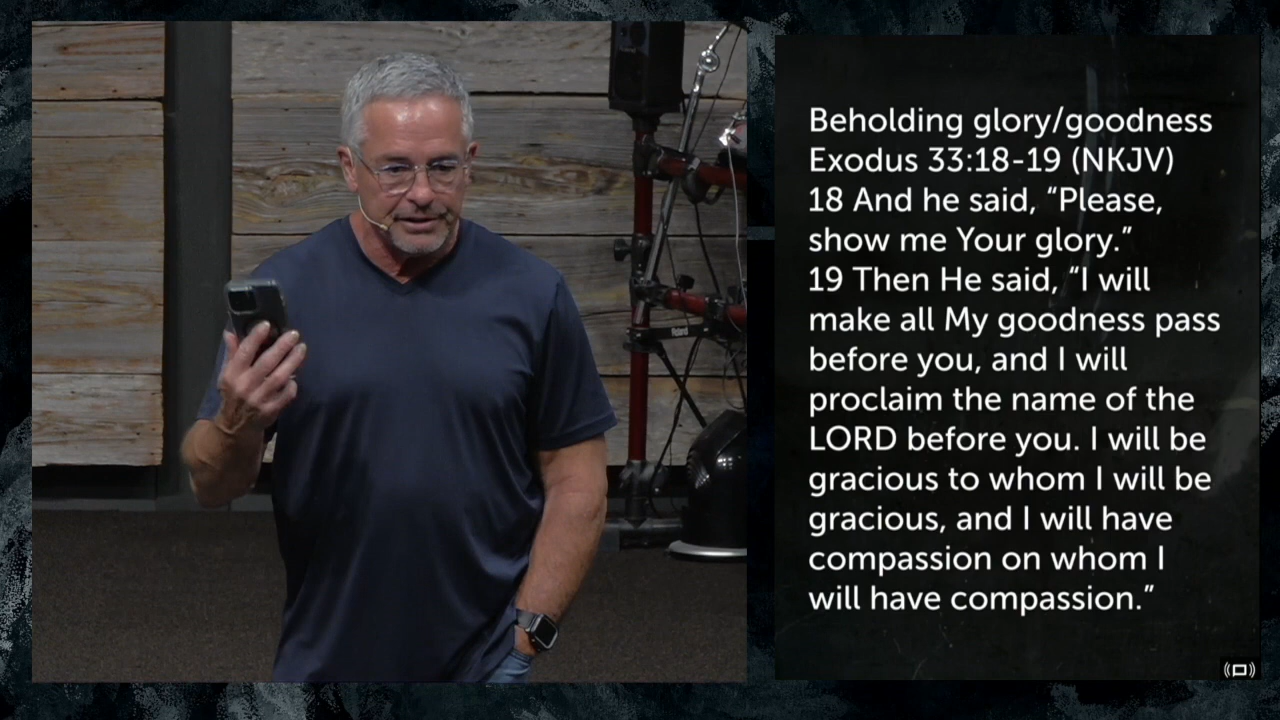 Beholding glory/goodness
Exodus 33:18-19 (NKJV)
18 And he said, “Please,
show me Your glory.”
19 Then He said, “I will
make all My goodness pass
before you, and I will
proclaim the name of the
LORD before you. I will be
gracious to whom I will be
gracious, and I will have
compassion on whom I
will have compassion.”
Roland